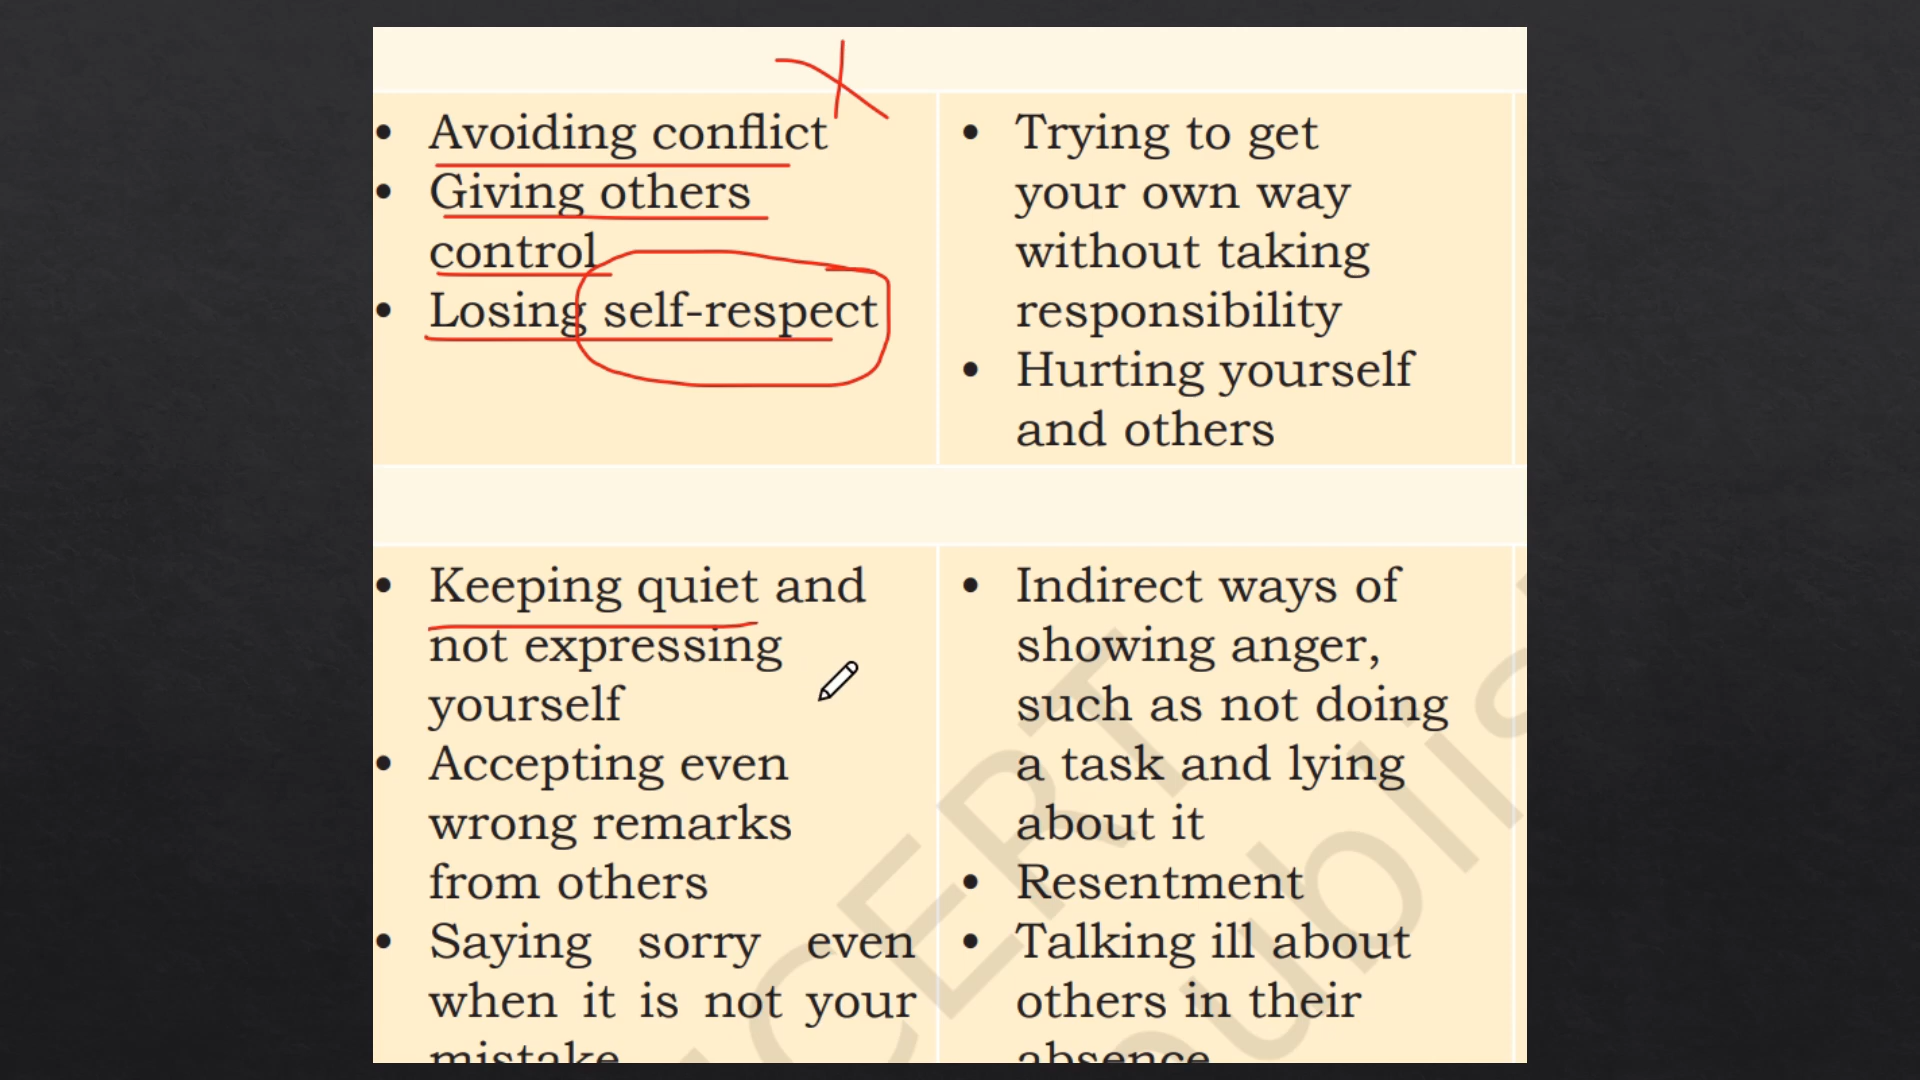 • Avoiding conflict
• Giving others
control
• Losing self-respect
• Trying to get
your own way
without taking
responsibility
• Hurting yourself
and others
• Keeping quiet and
not expressing
yourself
• Accepting even
wrong remarks
from others
• Saying sorry even
when it is not your
mistake
• Indirect ways of
showing anger,
such as not doing
a task and lying
about it
• Resentment
• Talking ill about
others in their
absence